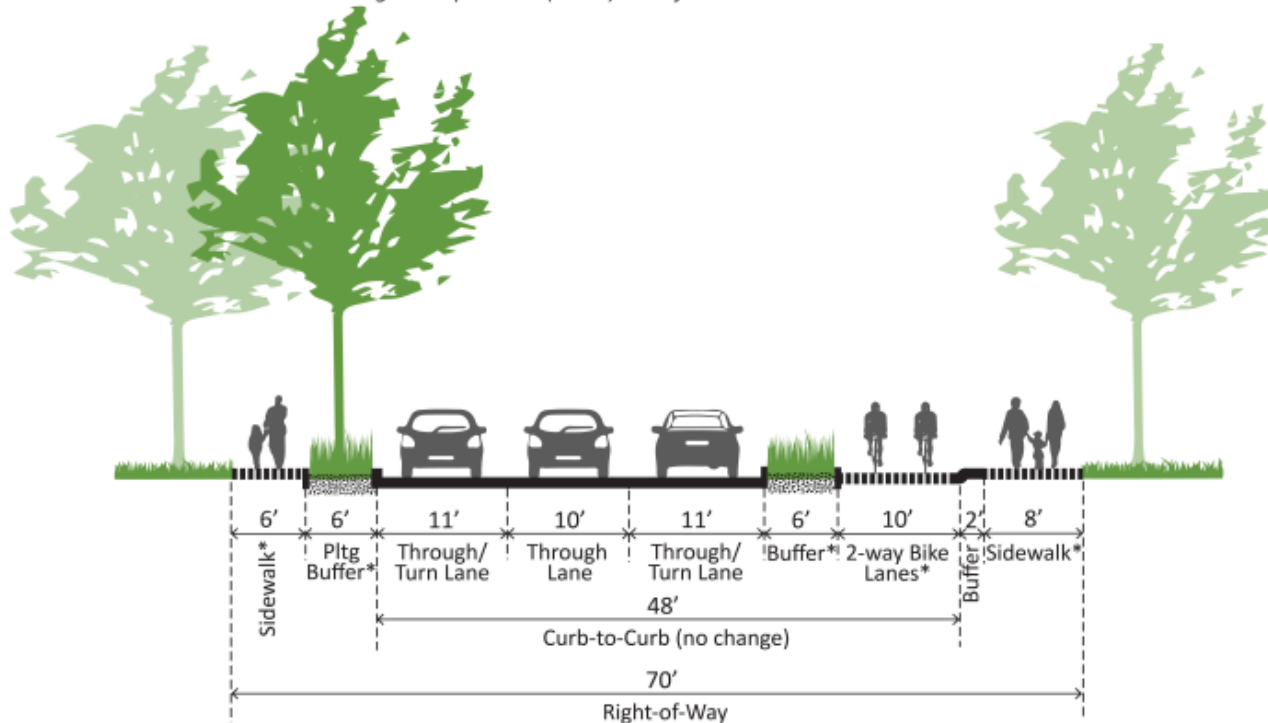 6’ 6’ 11’ 10’ 11’ 6’ 10’ 2’ 8’
Sidewalk*
Pltg
Buffer*
Through/
Turn Lane
Through
Lane
Through/
Turn Lane
Buffer*
2-way Bike
Lanes*
Buffer
Sidewalk*
48’
Curb-to-Curb (no change)
70’
Right-of-Way